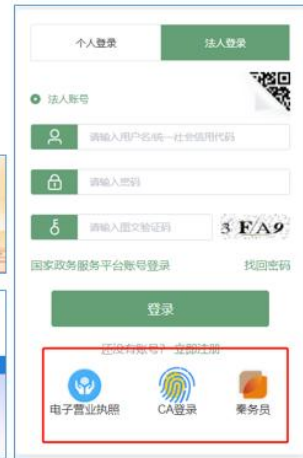 个人登录
法人登录
法人账号
请输入用户名/统一社会信用代码
请输入密码
请输入图文验证码
3 FA9
国家政务服务平台账号登录
找回密码
登录
还没有账号？ 立即注册
电子营业执照
CA登录
秦务员